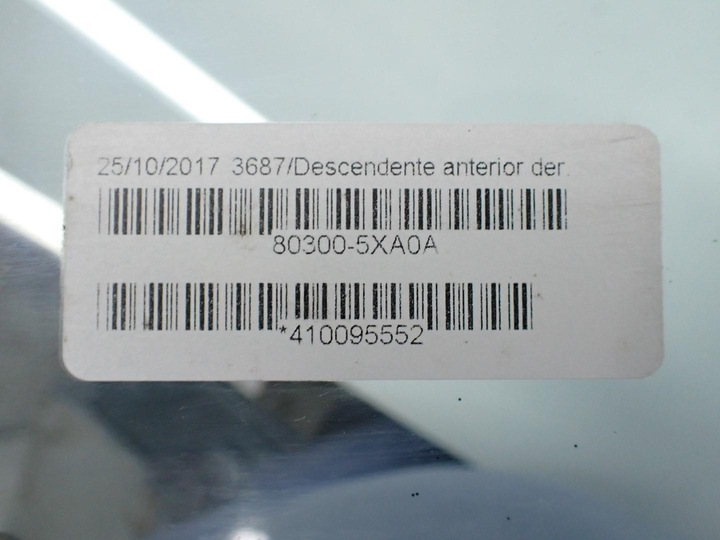 25/10/2017 3687/Descendente anterior der.
80300-5XA0A
*410095552